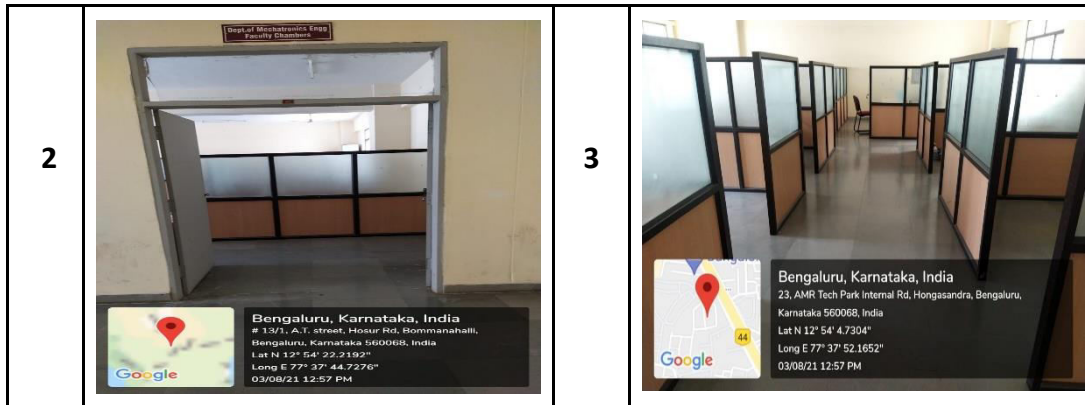 2
Dept.of Mechatronics Engg
Faculty Chambers
Bengaluru, Karnataka, India
# 13/1, A.T. street, Hosur Rd, Bommanahalli,
Bengaluru, Karnataka 560068, India
Lat N 12° 54' 22.2192"
Long E 77° 37' 44.7276"
03/08/21 12:57 PM
Google
3
Bengaluru, Karnataka, India
23, AMR Tech Park Internal Rd, Hongasandra, Bengaluru,
Karnataka 560068, India
Lat N 12° 54' 4.7304"
Long E 77° 37' 52.1652"
03/08/21 12:57 PM
44
Google